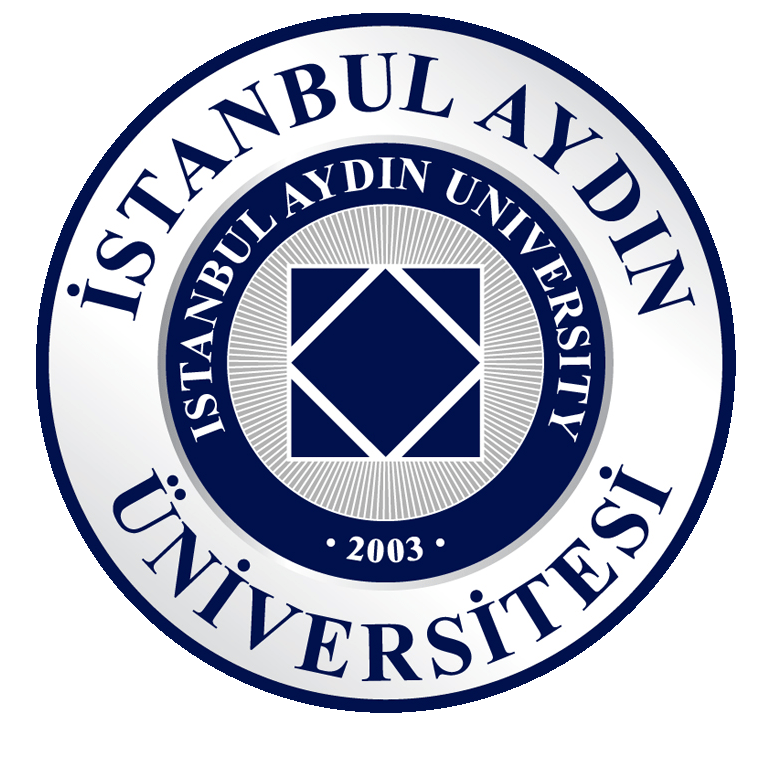 İSTANBUL AYDIN
ÜNİVERSİTESİ
ISTANBUL AYDIN UNIVERSITY
• 2003 •